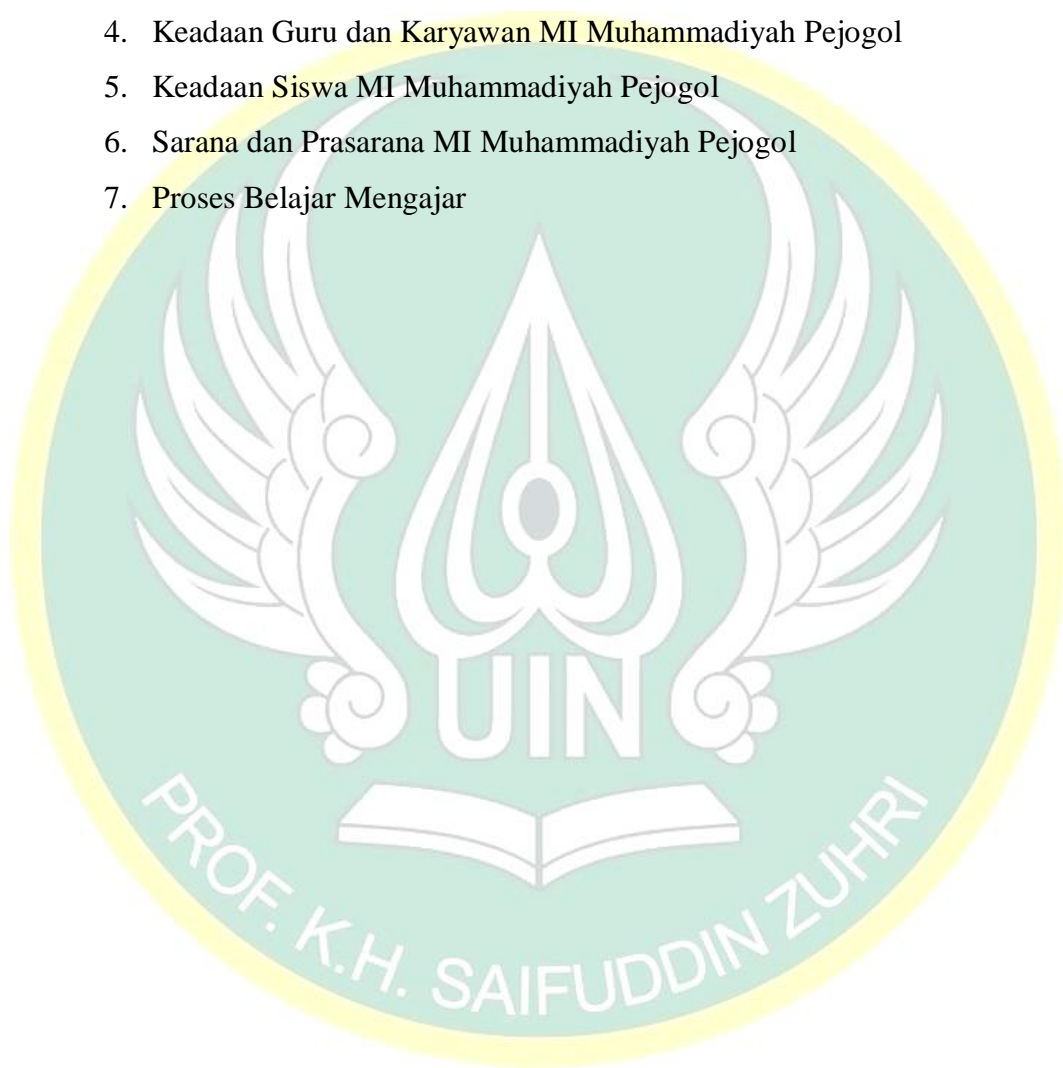 4. Keadaan Guru dan Karyawan MI Muhammadiyah Pejogol
5. Keadaan Siswa MI Muhammadiyah Pejogol
6. Sarana dan Prasarana MI Muhammadiyah Pejogol
7. Proses Belajar Mengajar
UIN
PROF. K.H. SAIFUDDIN ZUHRI